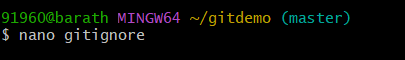 91960@barath MINGW64 ~/gitdemo (master)
$ nano gitignore